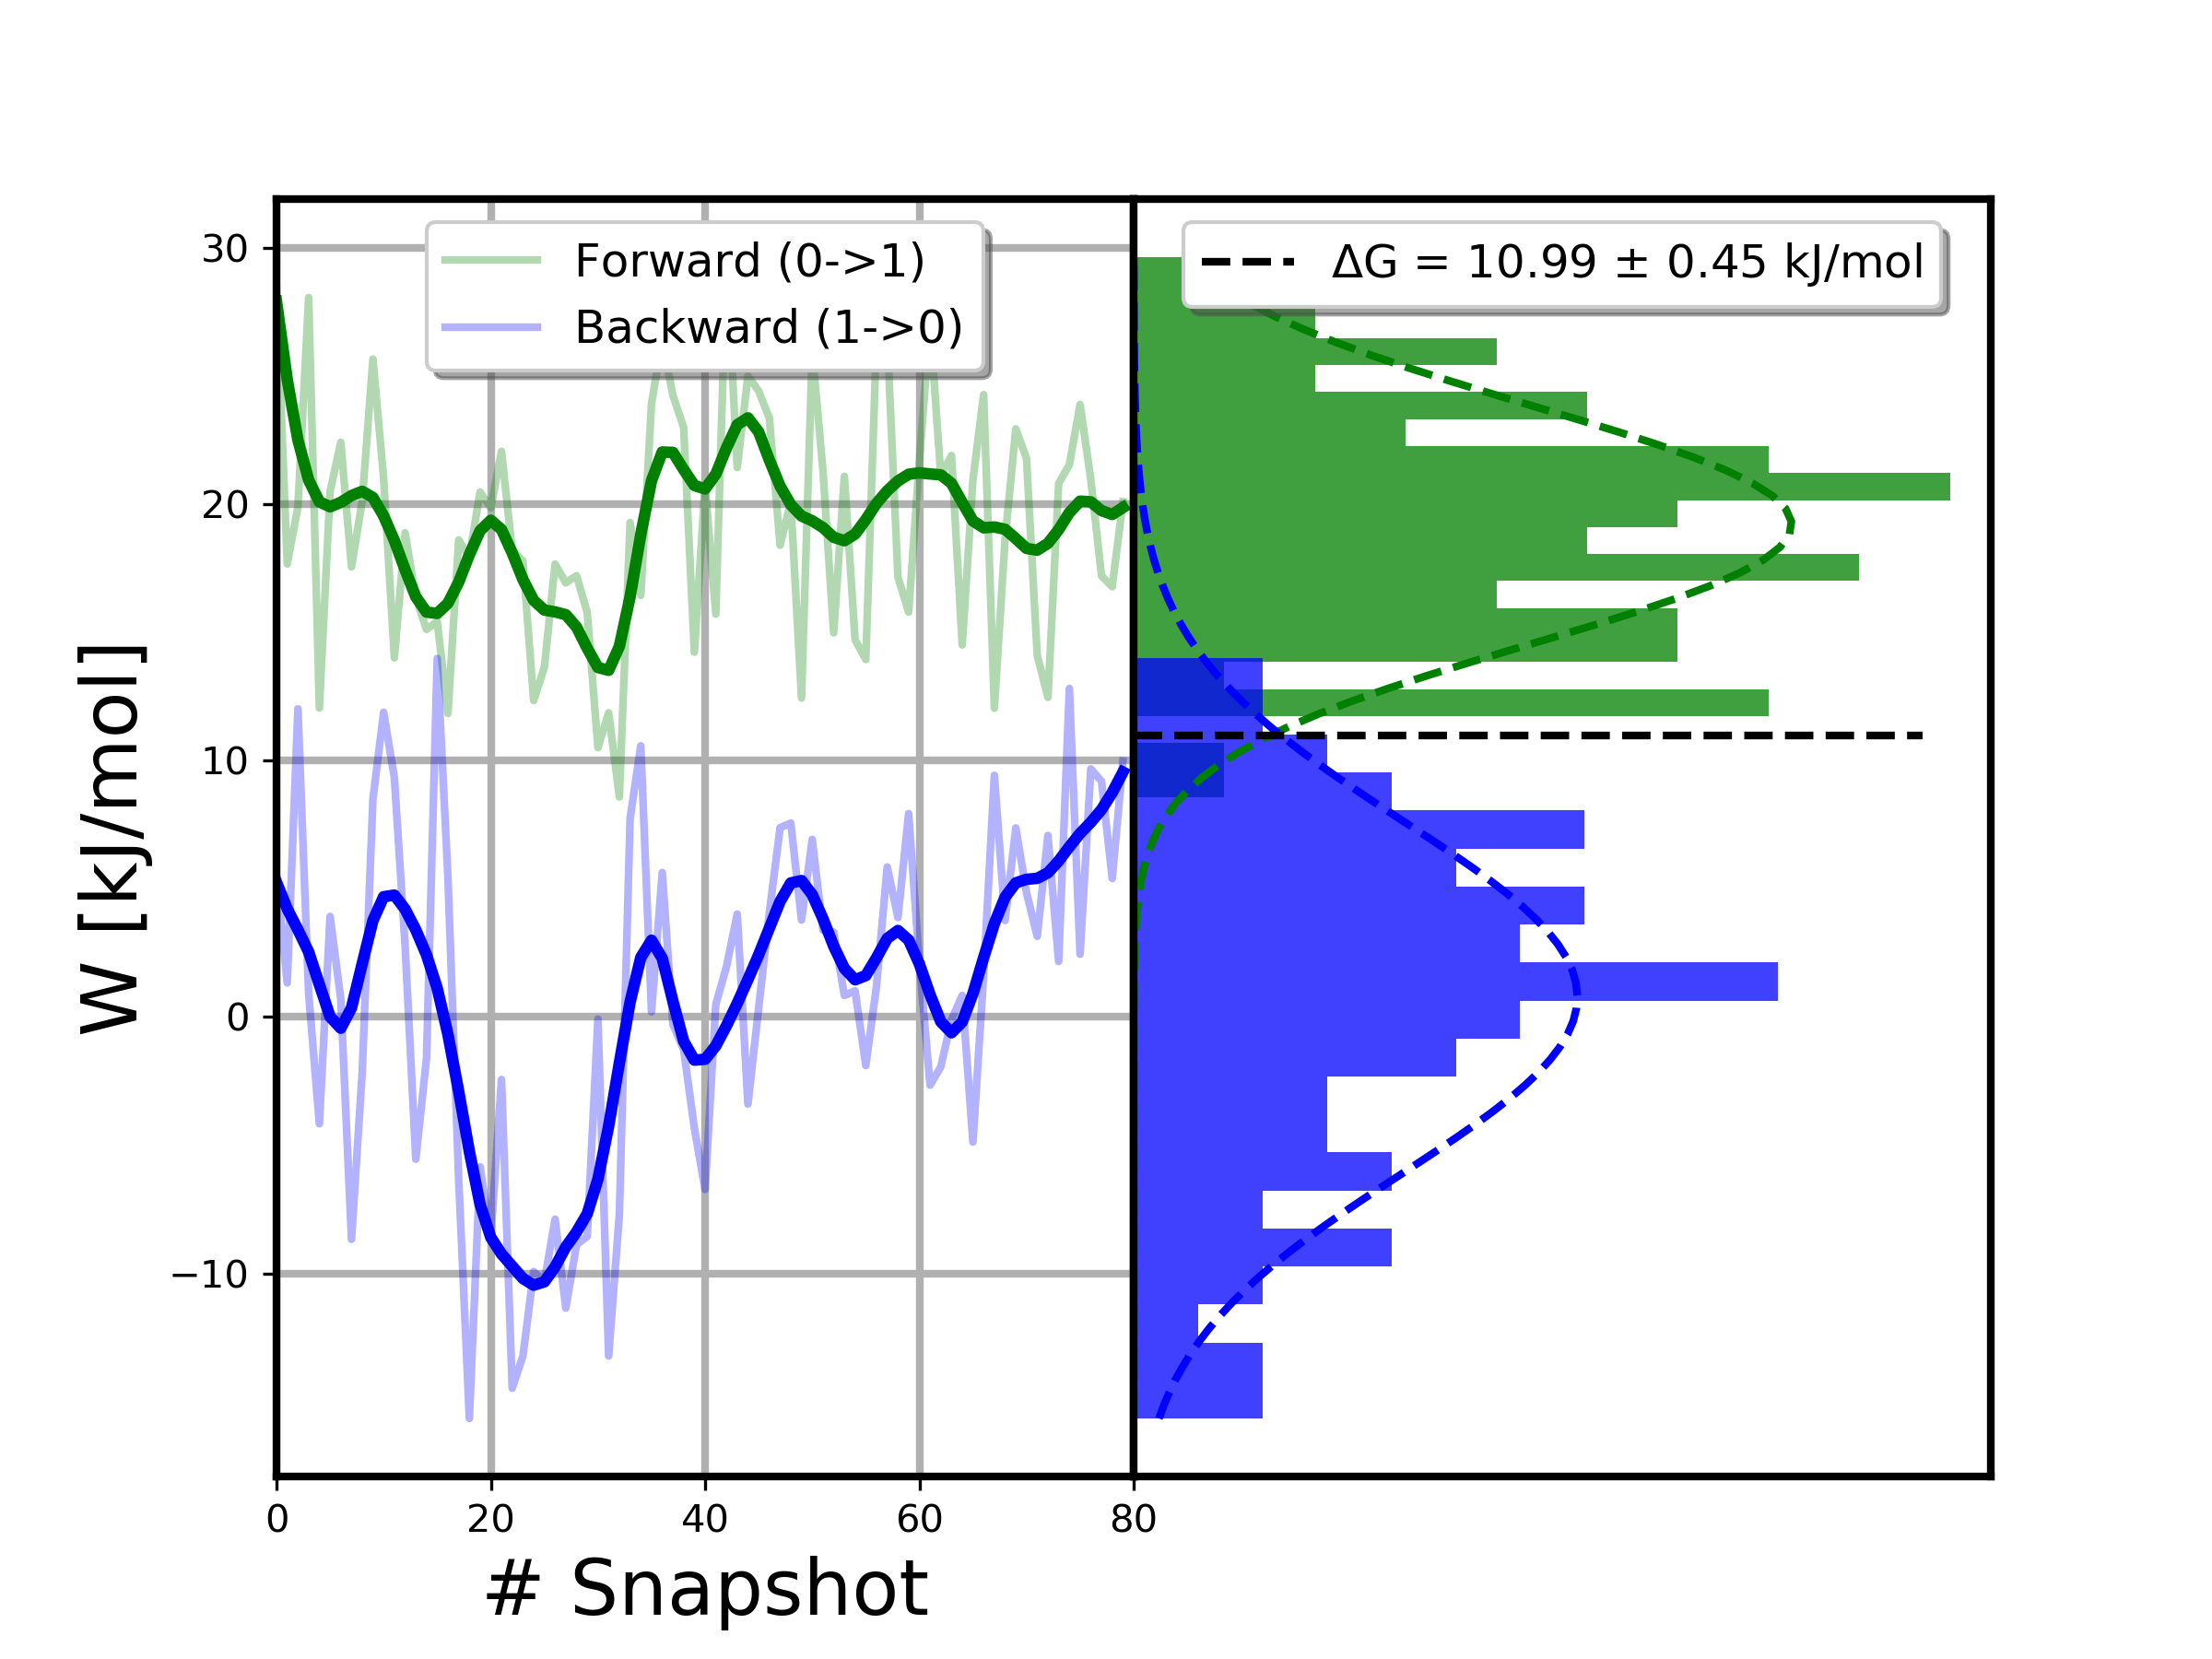 Forward (0->1)
Backward (1->0)
ΔG = 10.99 ± 0.45 kJ/mol
W [kJ/mol]
30
20
10
0
−10
0 20 40 60 80
# Snapshot